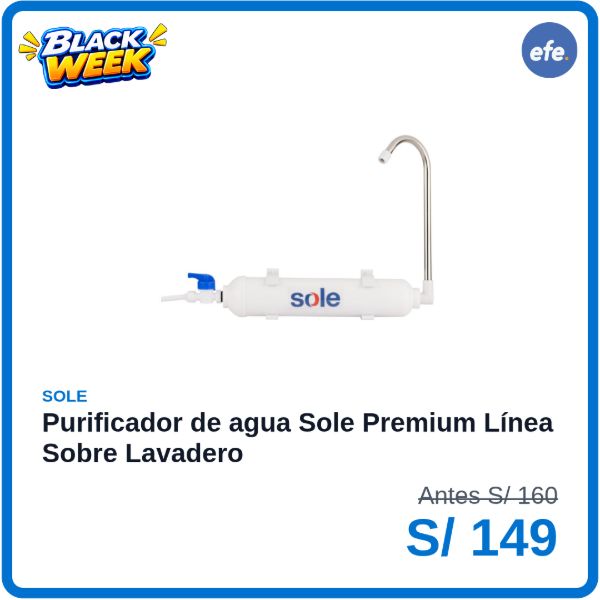 BLACK
WEEK
efe.
sole
SOLE
Purificador de agua Sole Premium Línea
Sobre Lavadero
Antes S/ 160
S/ 149